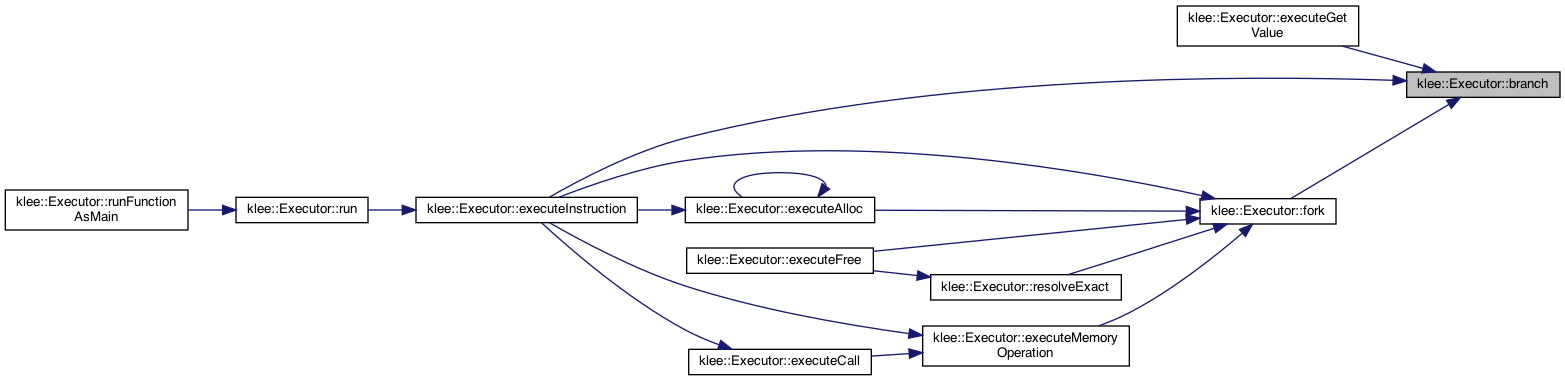 klee::Executor::executeGet
Value
klee::Executor::branch
klee::Executor::runFunction
AsMain
klee::Executor::run
klee::Executor::executeInstruction
klee::Executor::executeAlloc
klee::Executor::fork
klee::Executor::executeFree
klee::Executor::resolveExact
klee::Executor::executeMemory
Operation
klee::Executor::executeCall